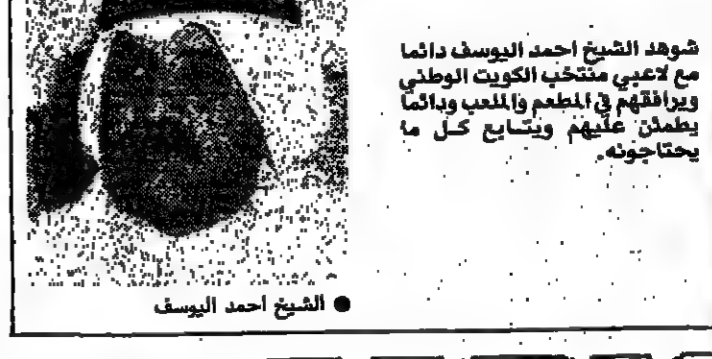 شوهد الشيخ احمد اليوسف دائما
مع لاعبي منتخب الكويت الوطني
ويرافقهم في المطعم والملعب ودائما
يطمئن عليهم ويتابع كل ما
يحتاجونه.
● الشيخ احمد اليوسف